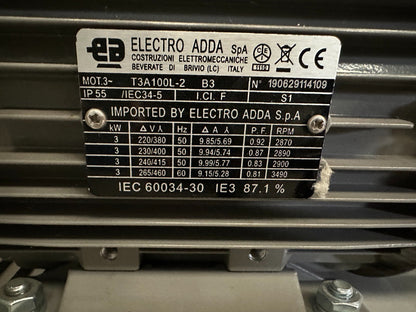 ea ELECTRO ADDA SpA
COSTRUZIONI ELETTROMECCANICHE
BEVERATE DI BRIVIO (LC) ITALY
CE
MOT.3~ T3A100L-2 B3 N° 190629114109
IP 55 /IEC34-5 I.Cl. F S1
IMPORTED BY ELECTRO ADDA S.p.A
kW Δ V Y Hz Δ A Y P.F. RPM
3 220/380 50 9.85/5.69 0.92 2870
3 230/400 50 9.94/5.74 0.87 2890
3 240/415 50 9.99/5.77 0.83 2900
3 265/460 60 9.15/5.28 0.81 3490
IEC 60034-30 IE3 87.1 %